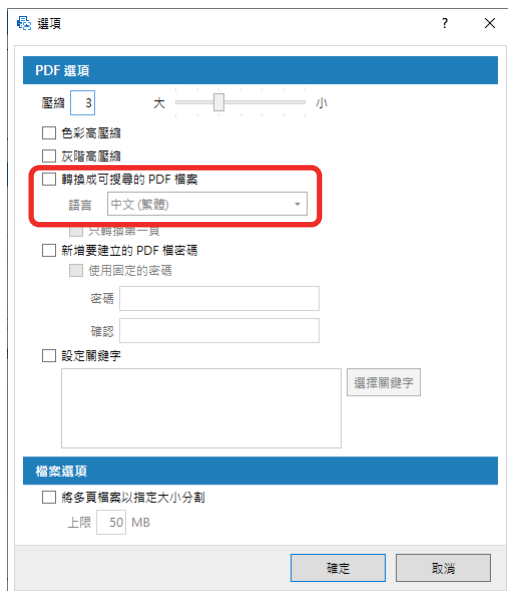 選項 ?
PDF 選項
壓縮 3 大 小
色彩高壓縮
灰階高壓縮
轉換成可搜尋的 PDF 檔案
語言 中文 (繁體)
只轉換第一頁
新增要建立的 PDF 檔密碼
使用固定的密碼
密碼
確認
設定關鍵字
選擇關鍵字
檔案選項
將多頁檔案以指定大小分割
上限 50 MB
確定 取消